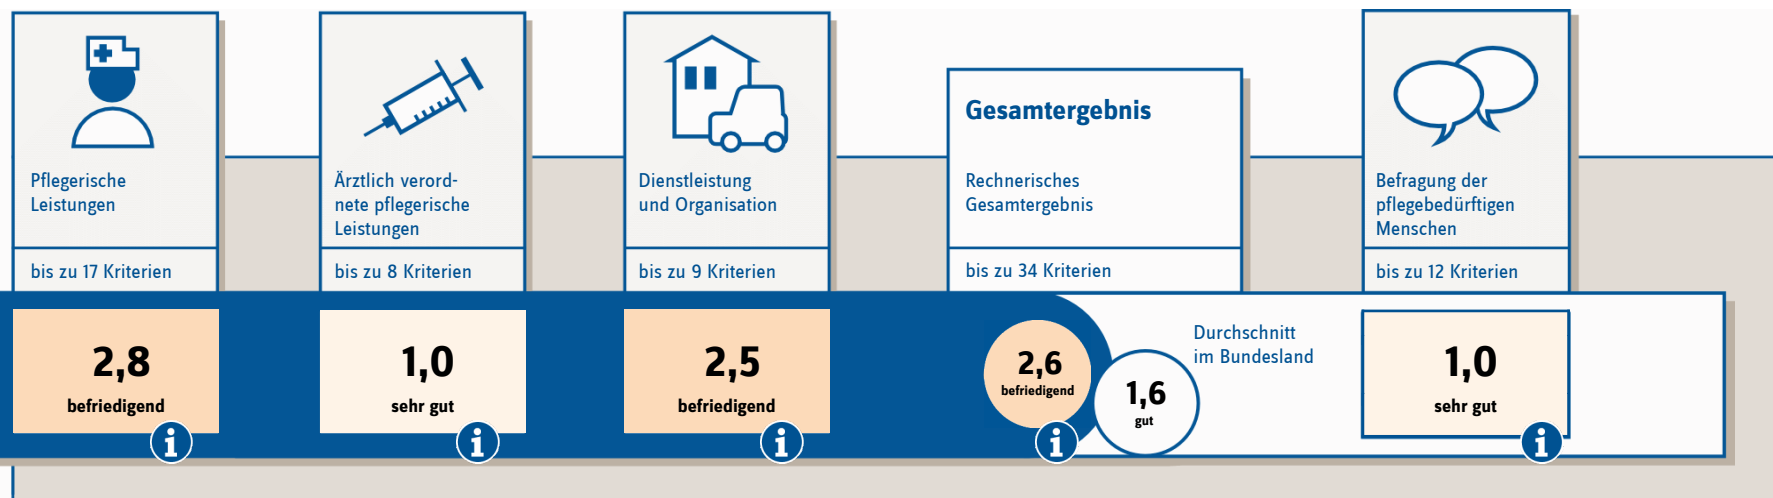 Pflegerische
Leistungen
bis zu 17 Kriterien
2,8
befriedigend
i
Ärztlich verord-
nete pflegerische
Leistungen
bis zu 8 Kriterien
1,0
sehr gut
i
Dienstleistung
und Organisation
bis zu 9 Kriterien
2,5
befriedigend
i
Gesamtergebnis
Rechnerisches
Gesamtergebnis
bis zu 34 Kriterien
2,6
befriedigend
i
1,6
gut
Durchschnitt
im Bundesland
Befragung der
pflegebedürftigen
Menschen
bis zu 12 Kriterien
1,0
sehr gut
i